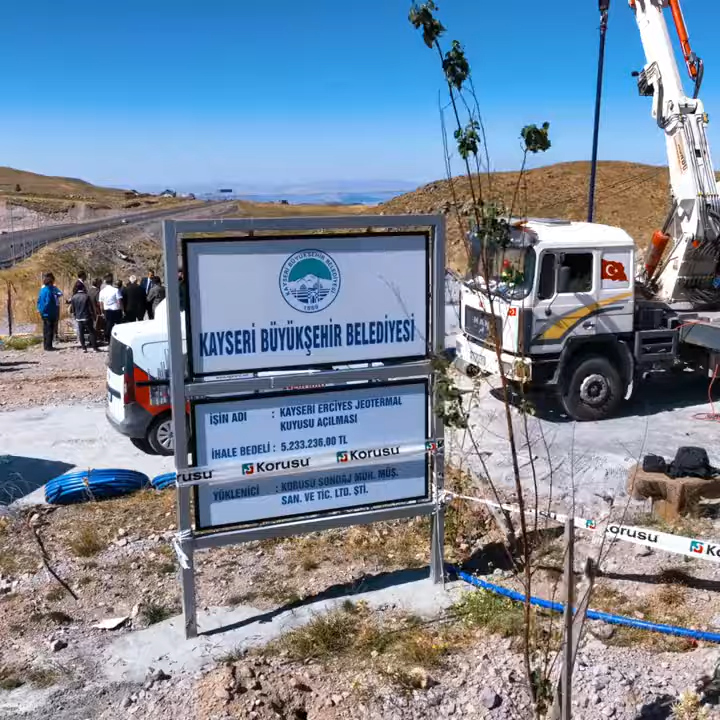 KAYSERİ BÜYÜKŞEHİR BELEDİYESİ
1869
KAYSERİ BÜYÜKŞEHİR BELEDİYESİ
İŞİN ADI : KAYSERİ ERCİYES JEOTERMAL
KUYUSU AÇILMASI
İHALE BEDELİ : 5.233.236,00 TL
Korusu Korusu
YÜKLENİCİ : KORUSU SONDAJ MÜH. MÜŞ.
SAN. VE TİC. LTD. ŞTİ.
Korusu Korusu